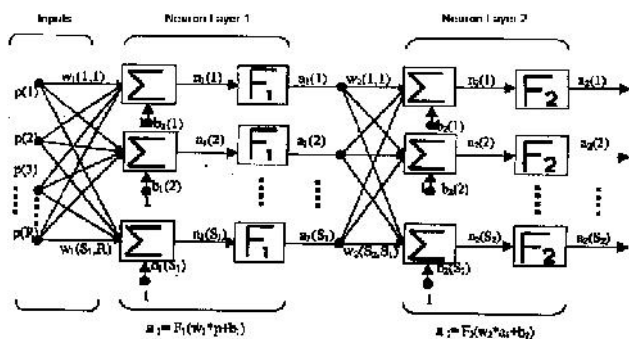 Inputs
Neuron Layer 1
Neuron Layer 2
p(1)
w₁(1,1)
Σ
n₁(1)
F₁
a₁(1)
w₂(1,1)
Σ
n₂(1)
F₂
a₂(1)
b₂(1)
b₂(1)
p(2)
Σ
n₁(2)
F₁
a₁(2)
Σ
n₂(2)
F₂
a₂(2)
p(3)
b₁(2)
1
b₂(2)
1
p(R)
w₁(S₁,R)
Σ
n₁(S₁)
F₁
a₁(S₁)
w₂(S₂,S₁)
Σ
n₂(S₂)
F₂
a₂(S₂)
1
1
a₁= F₁(w₁*p+b₁)
a₂= F₂(w₂*a₁+b₂)